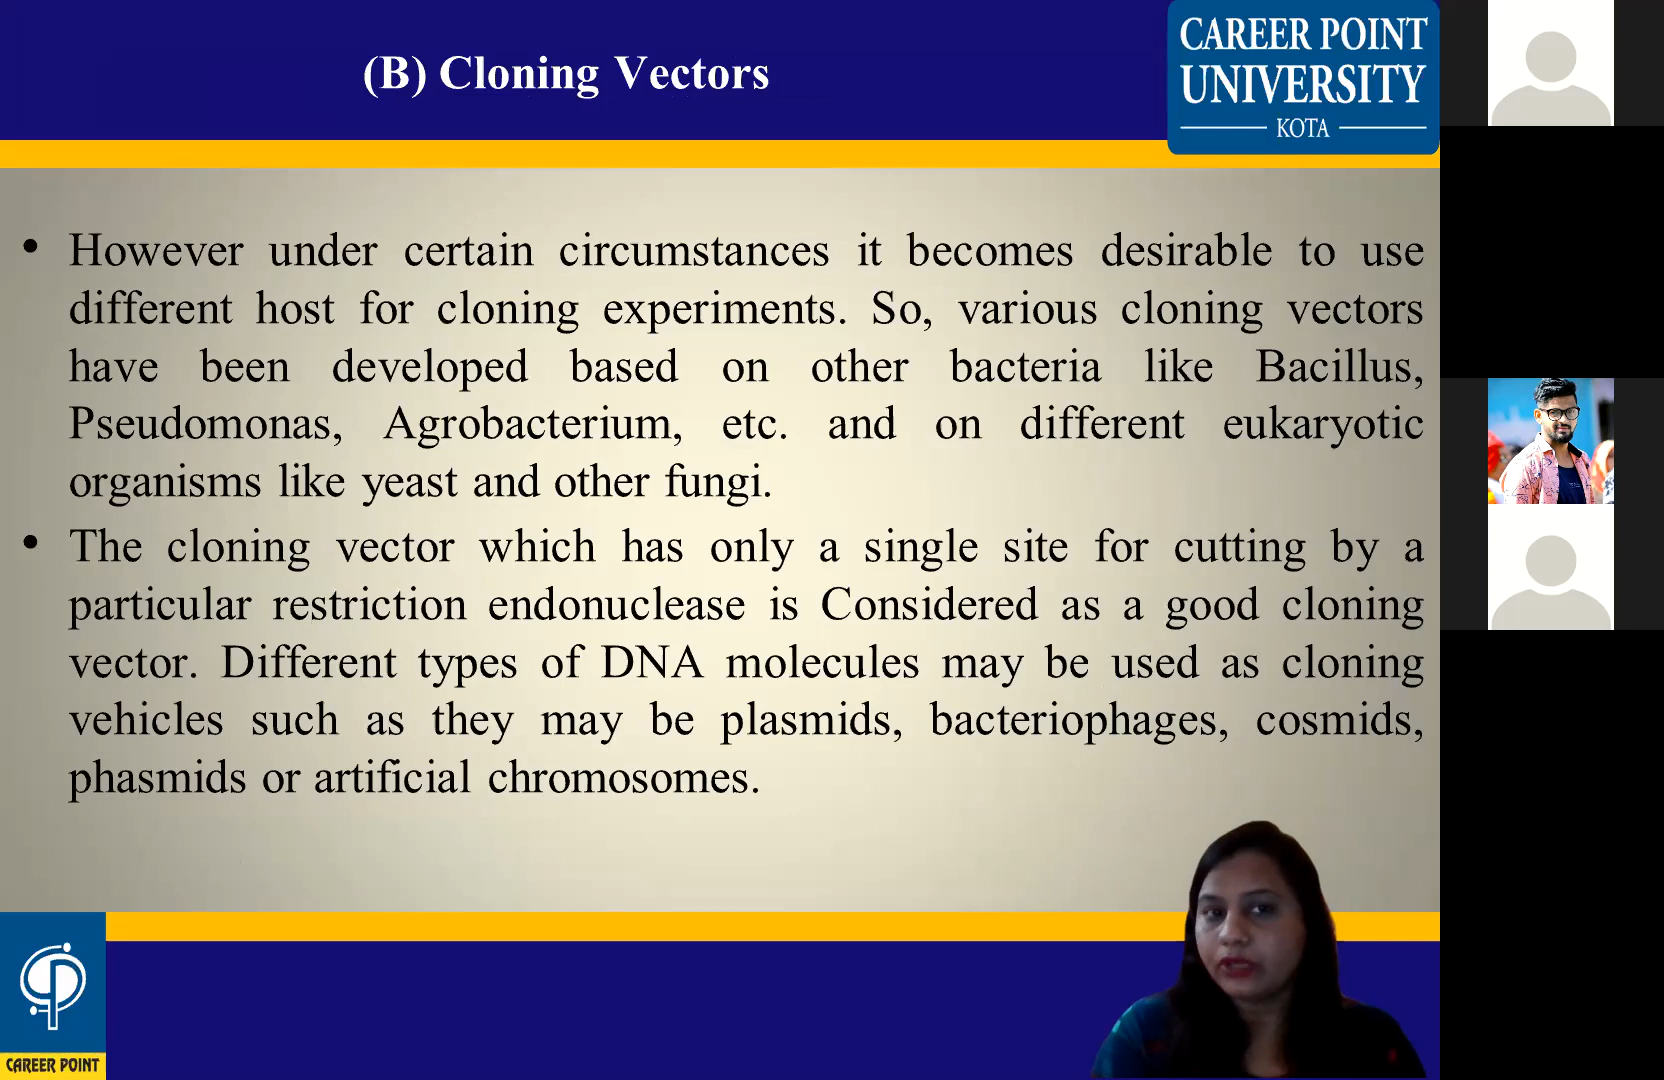 (B) Cloning Vectors
CAREER POINT
UNIVERSITY
KOTA
• However under certain circumstances it becomes desirable to use
different host for cloning experiments. So, various cloning vectors
have been developed based on other bacteria like Bacillus,
Pseudomonas, Agrobacterium, etc. and on different eukaryotic
organisms like yeast and other fungi.
• The cloning vector which has only a single site for cutting by a
particular restriction endonuclease is Considered as a good cloning
vector. Different types of DNA molecules may be used as cloning
vehicles such as they may be plasmids, bacteriophages, cosmids,
phasmids or artificial chromosomes.
CAREER POINT